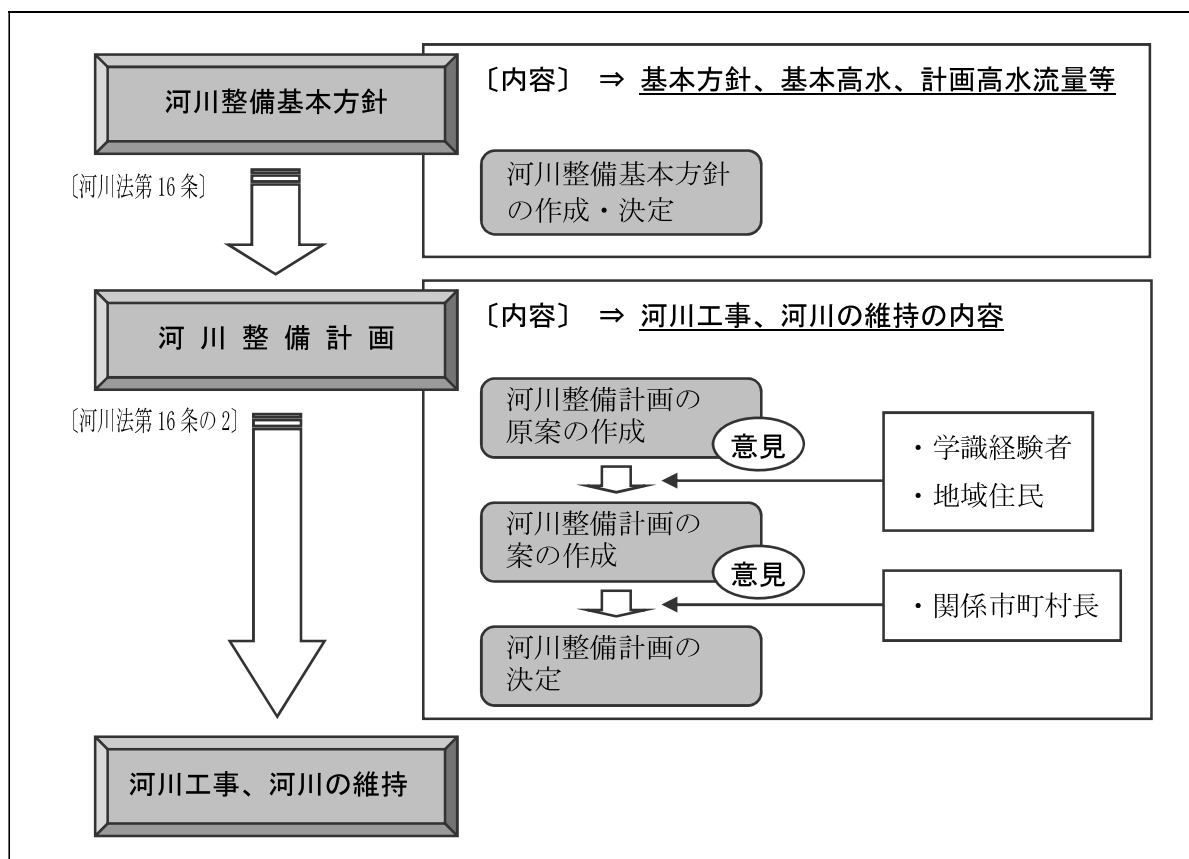 河川整備基本方針
〔内容〕 ⇒ 基本方針、基本高水、計画高水流量等
河川整備基本方針
の作成・決定
〔河川法第16条〕
河川整備計画
〔内容〕 ⇒ 河川工事、河川の維持の内容
〔河川法第16条の2〕
河川整備計画の
原案の作成
意見
・学識経験者
・地域住民
河川整備計画の
案の作成
意見
・関係市町村長
河川整備計画の
決定
河川工事、河川の維持